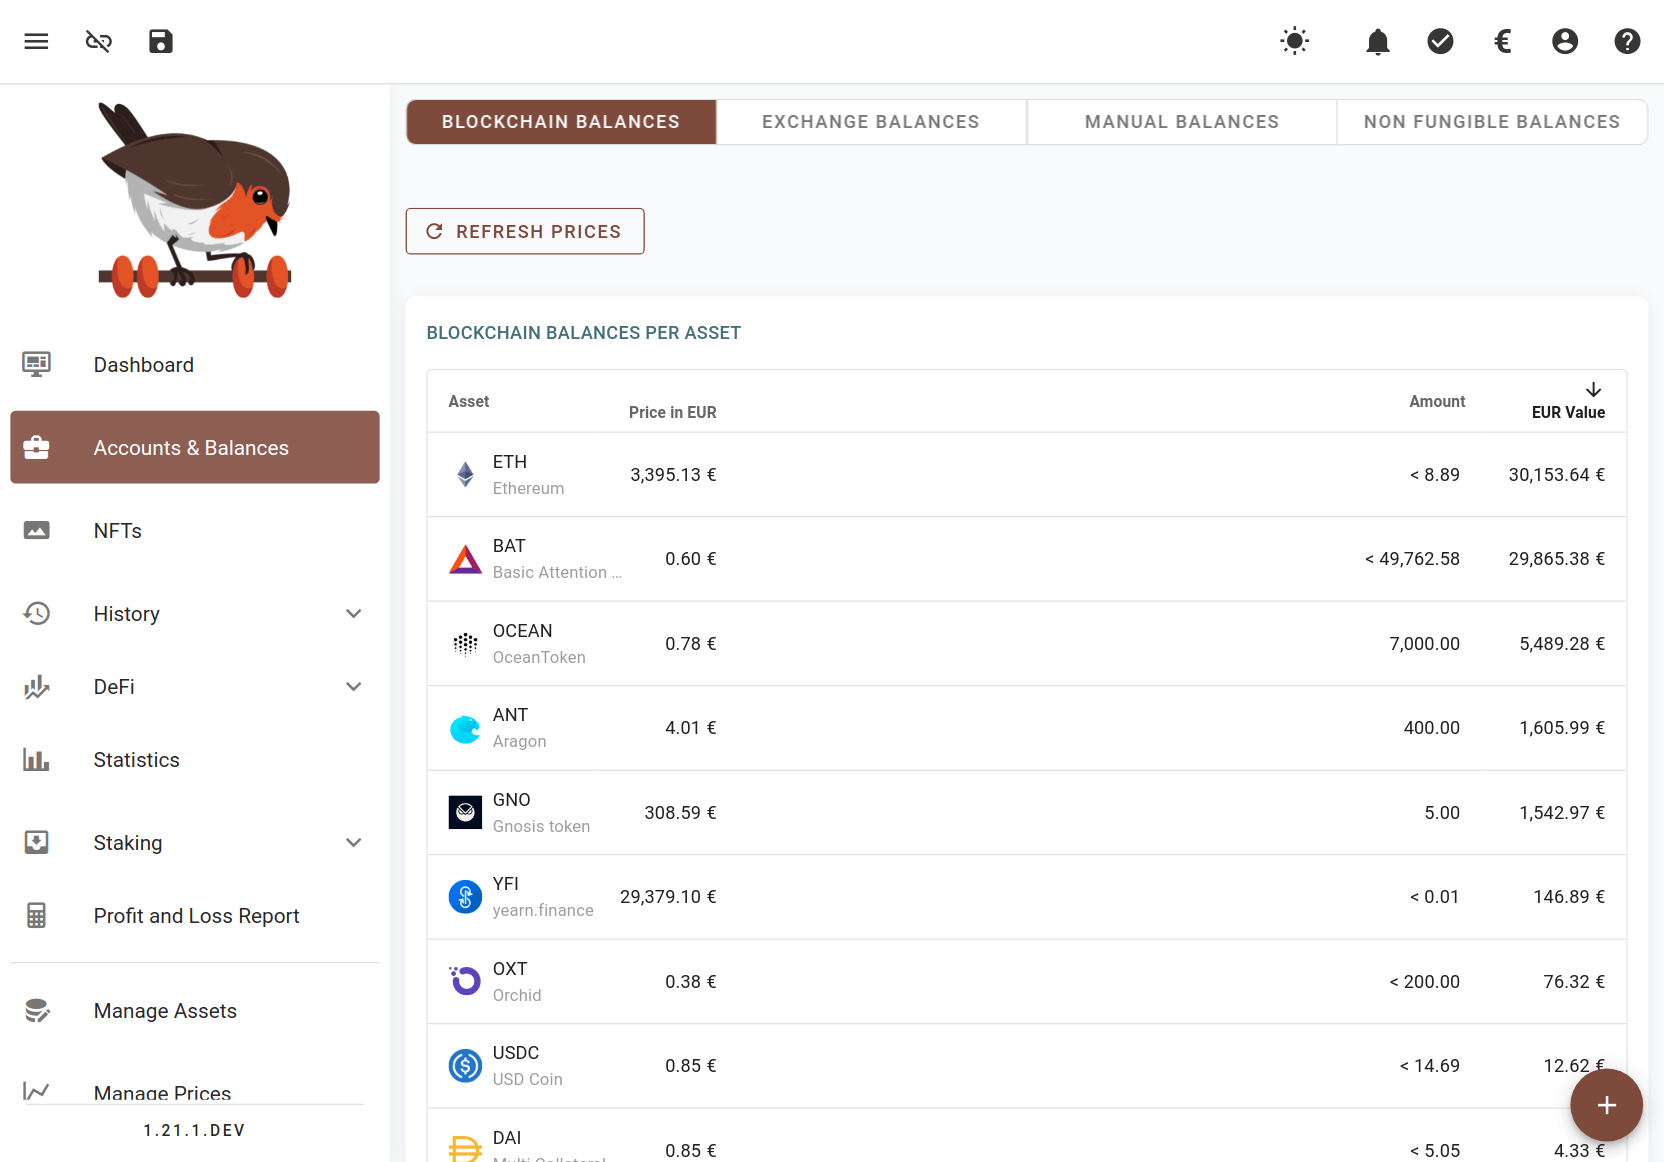 BLOCKCHAIN BALANCES
EXCHANGE BALANCES
MANUAL BALANCES
NON FUNGIBLE BALANCES
REFRESH PRICES
Dashboard
Accounts & Balances
NFTs
History
DeFi
Statistics
Staking
Profit and Loss Report
Manage Assets
Manage Prices
1.21.1.DEV
BLOCKCHAIN BALANCES PER ASSET
Asset Price in EUR Amount EUR Value
ETH
Ethereum
3,395.13 € < 8.89 30,153.64 €
BAT
Basic Attention ...
0.60 € < 49,762.58 29,865.38 €
OCEAN
OceanToken
0.78 € 7,000.00 5,489.28 €
ANT
Aragon
4.01 € 400.00 1,605.99 €
GNO
Gnosis token
308.59 € 5.00 1,542.97 €
YFI
yearn.finance
29,379.10 € < 0.01 146.89 €
OXT
Orchid
0.38 € < 200.00 76.32 €
USDC
USD Coin
0.85 € < 14.69 12.62 €
DAI
0.85 € < 5.05 4.33 €